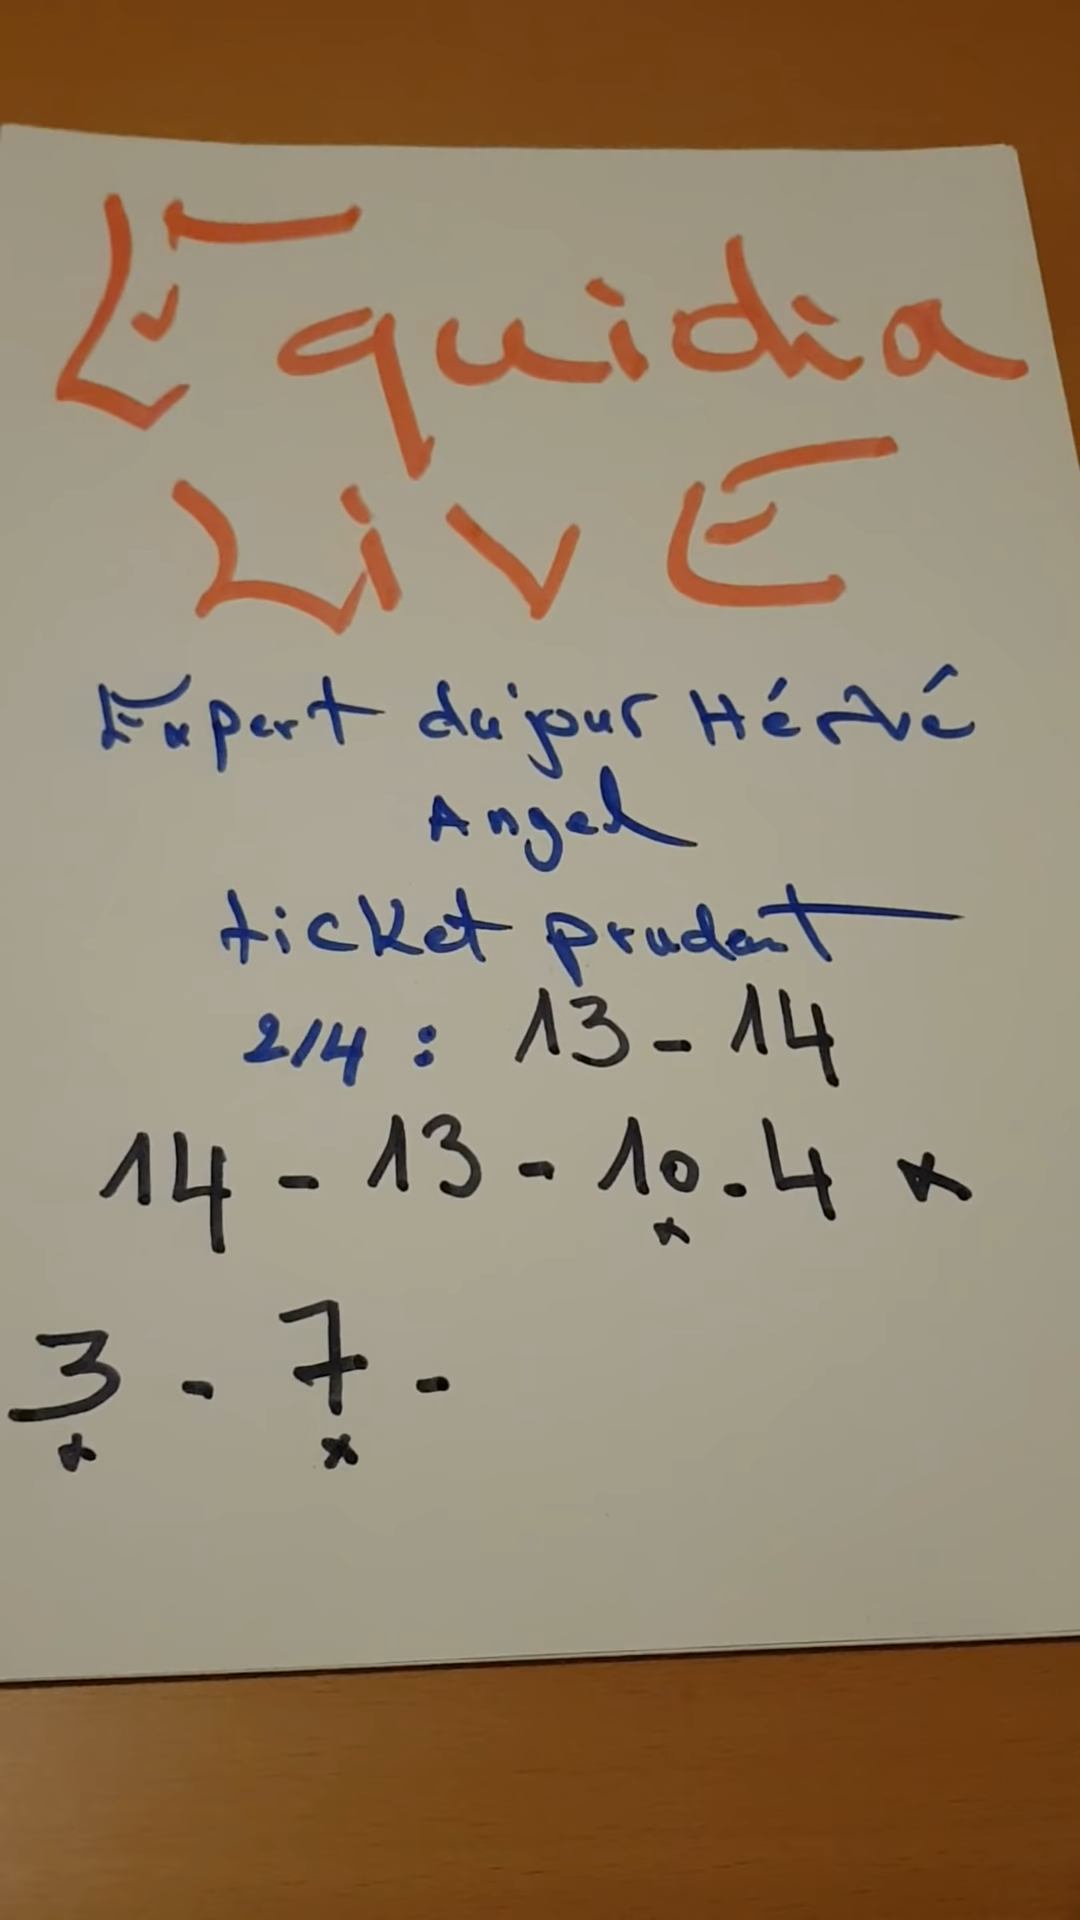 Equidia
LiVE
Expert du jour Hérvé
Angel
ticket prudent
2/4 : 13 - 14
14 - 13 - 10 . 4 *
*
3 - 7 -
* *